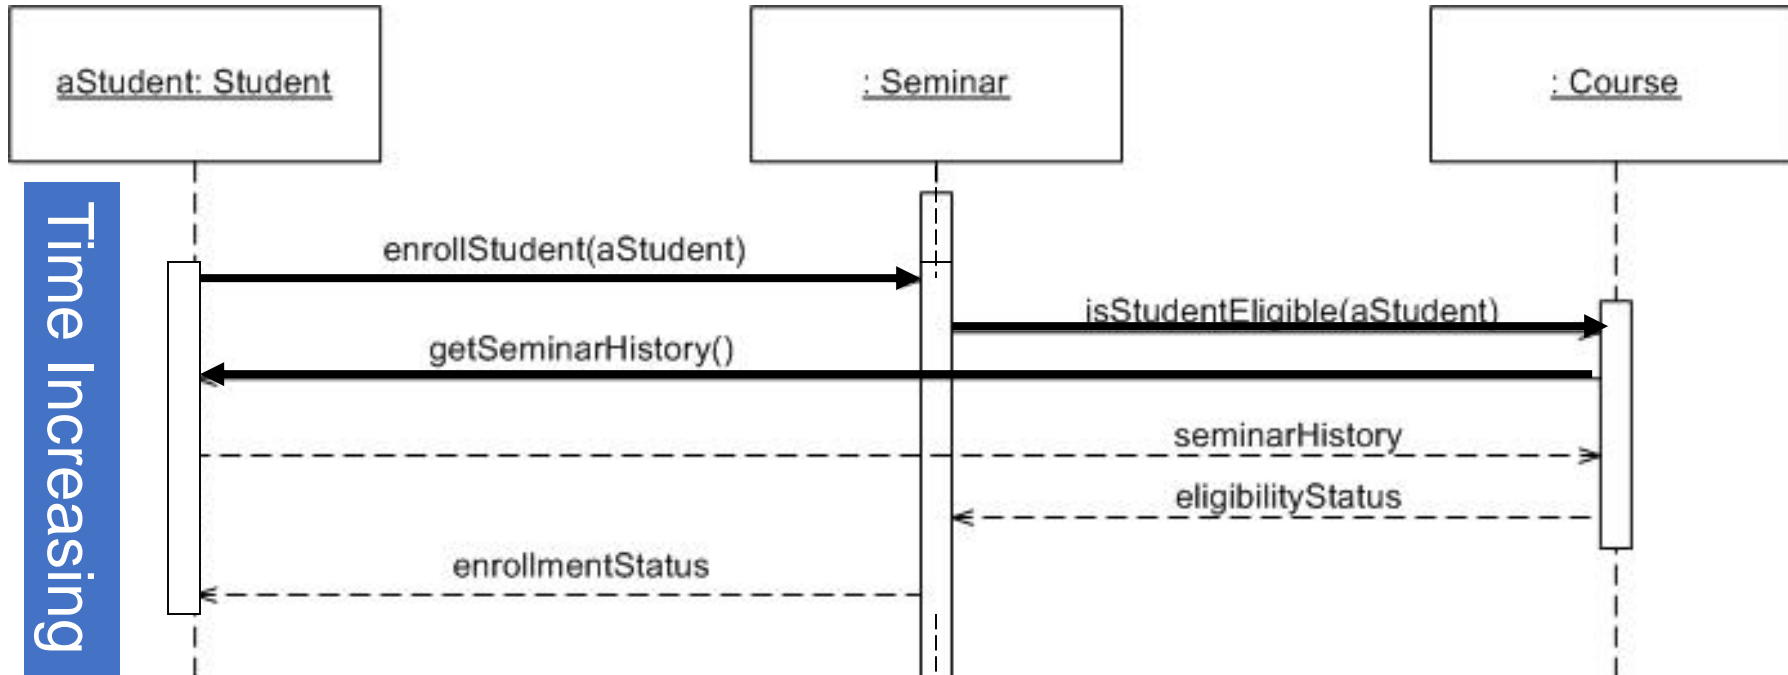 aStudent: Student
: Seminar
: Course
Time Increasing
enrollStudent(aStudent)
isStudentEligible(aStudent)
getSeminarHistory()
seminarHistory
eligibilityStatus
enrollmentStatus